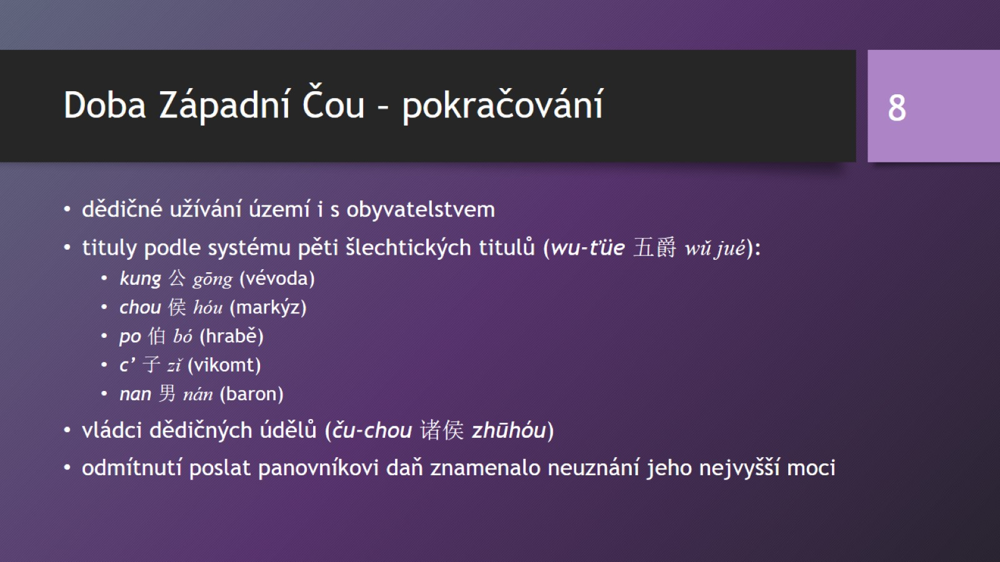 Doba Západní Čou – pokračování
8
• dědičné užívání území i s obyvatelstvem
• tituly podle systému pěti šlechtických titulů (wu-ťüe 五爵 wǔ jué):
• kung 公 gōng (vévoda)
• chou 侯 hóu (markýz)
• po 伯 bó (hrabě)
• c’ 子 zǐ (vikomt)
• nan 男 nán (baron)
• vládci dědičných údělů (ču-chou 诸侯 zhūhóu)
• odmítnutí poslat panovníkovi daň znamenalo neuznání jeho nejvyšší moci